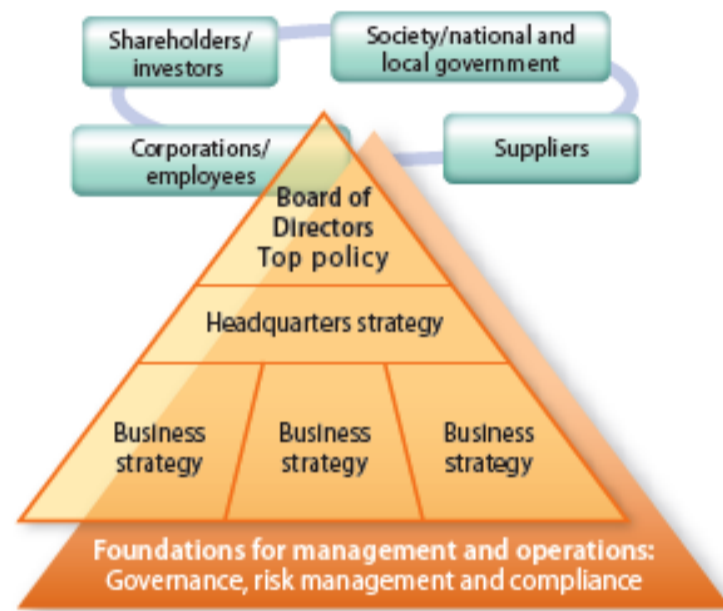 Shareholders/
investors
Society/national and
local government
Corporations/
employees
Suppliers
Board of
Directors
Top policy
Headquarters strategy
Business
strategy
Business
strategy
Business
strategy
Foundations for management and operations:
Governance, risk management and compliance